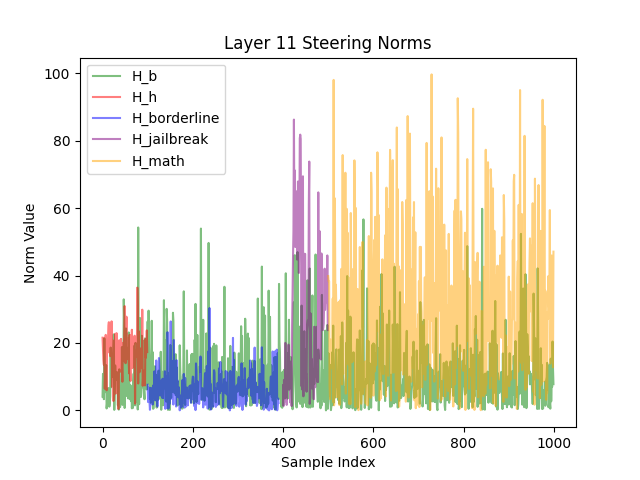 Layer 11 Steering Norms
H_b
H_h
H_borderline
H_jailbreak
H_math
Norm Value
100
80
60
40
20
0
0
200
400
600
800
1000
Sample Index